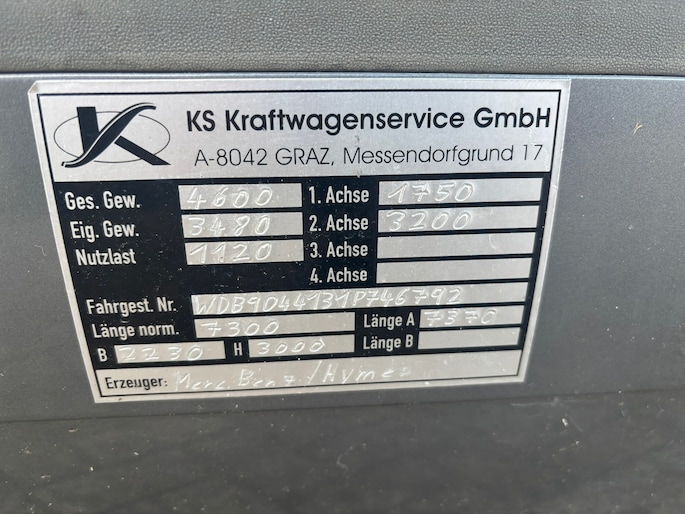 KS Kraftwagenservice GmbH
A-8042 GRAZ, Messendorfgrund 17
Ges. Gew. 4600 1. Achse 1750
Eig. Gew. 3480 2. Achse 3200
Nutzlast 1120 3. Achse
4. Achse
Fahrgest. Nr. WDB9044131P746792
Länge norm. 7300 Länge A 7370
B 2230 H 3000 Länge B
Erzeuger: Merc Benz/Hymer